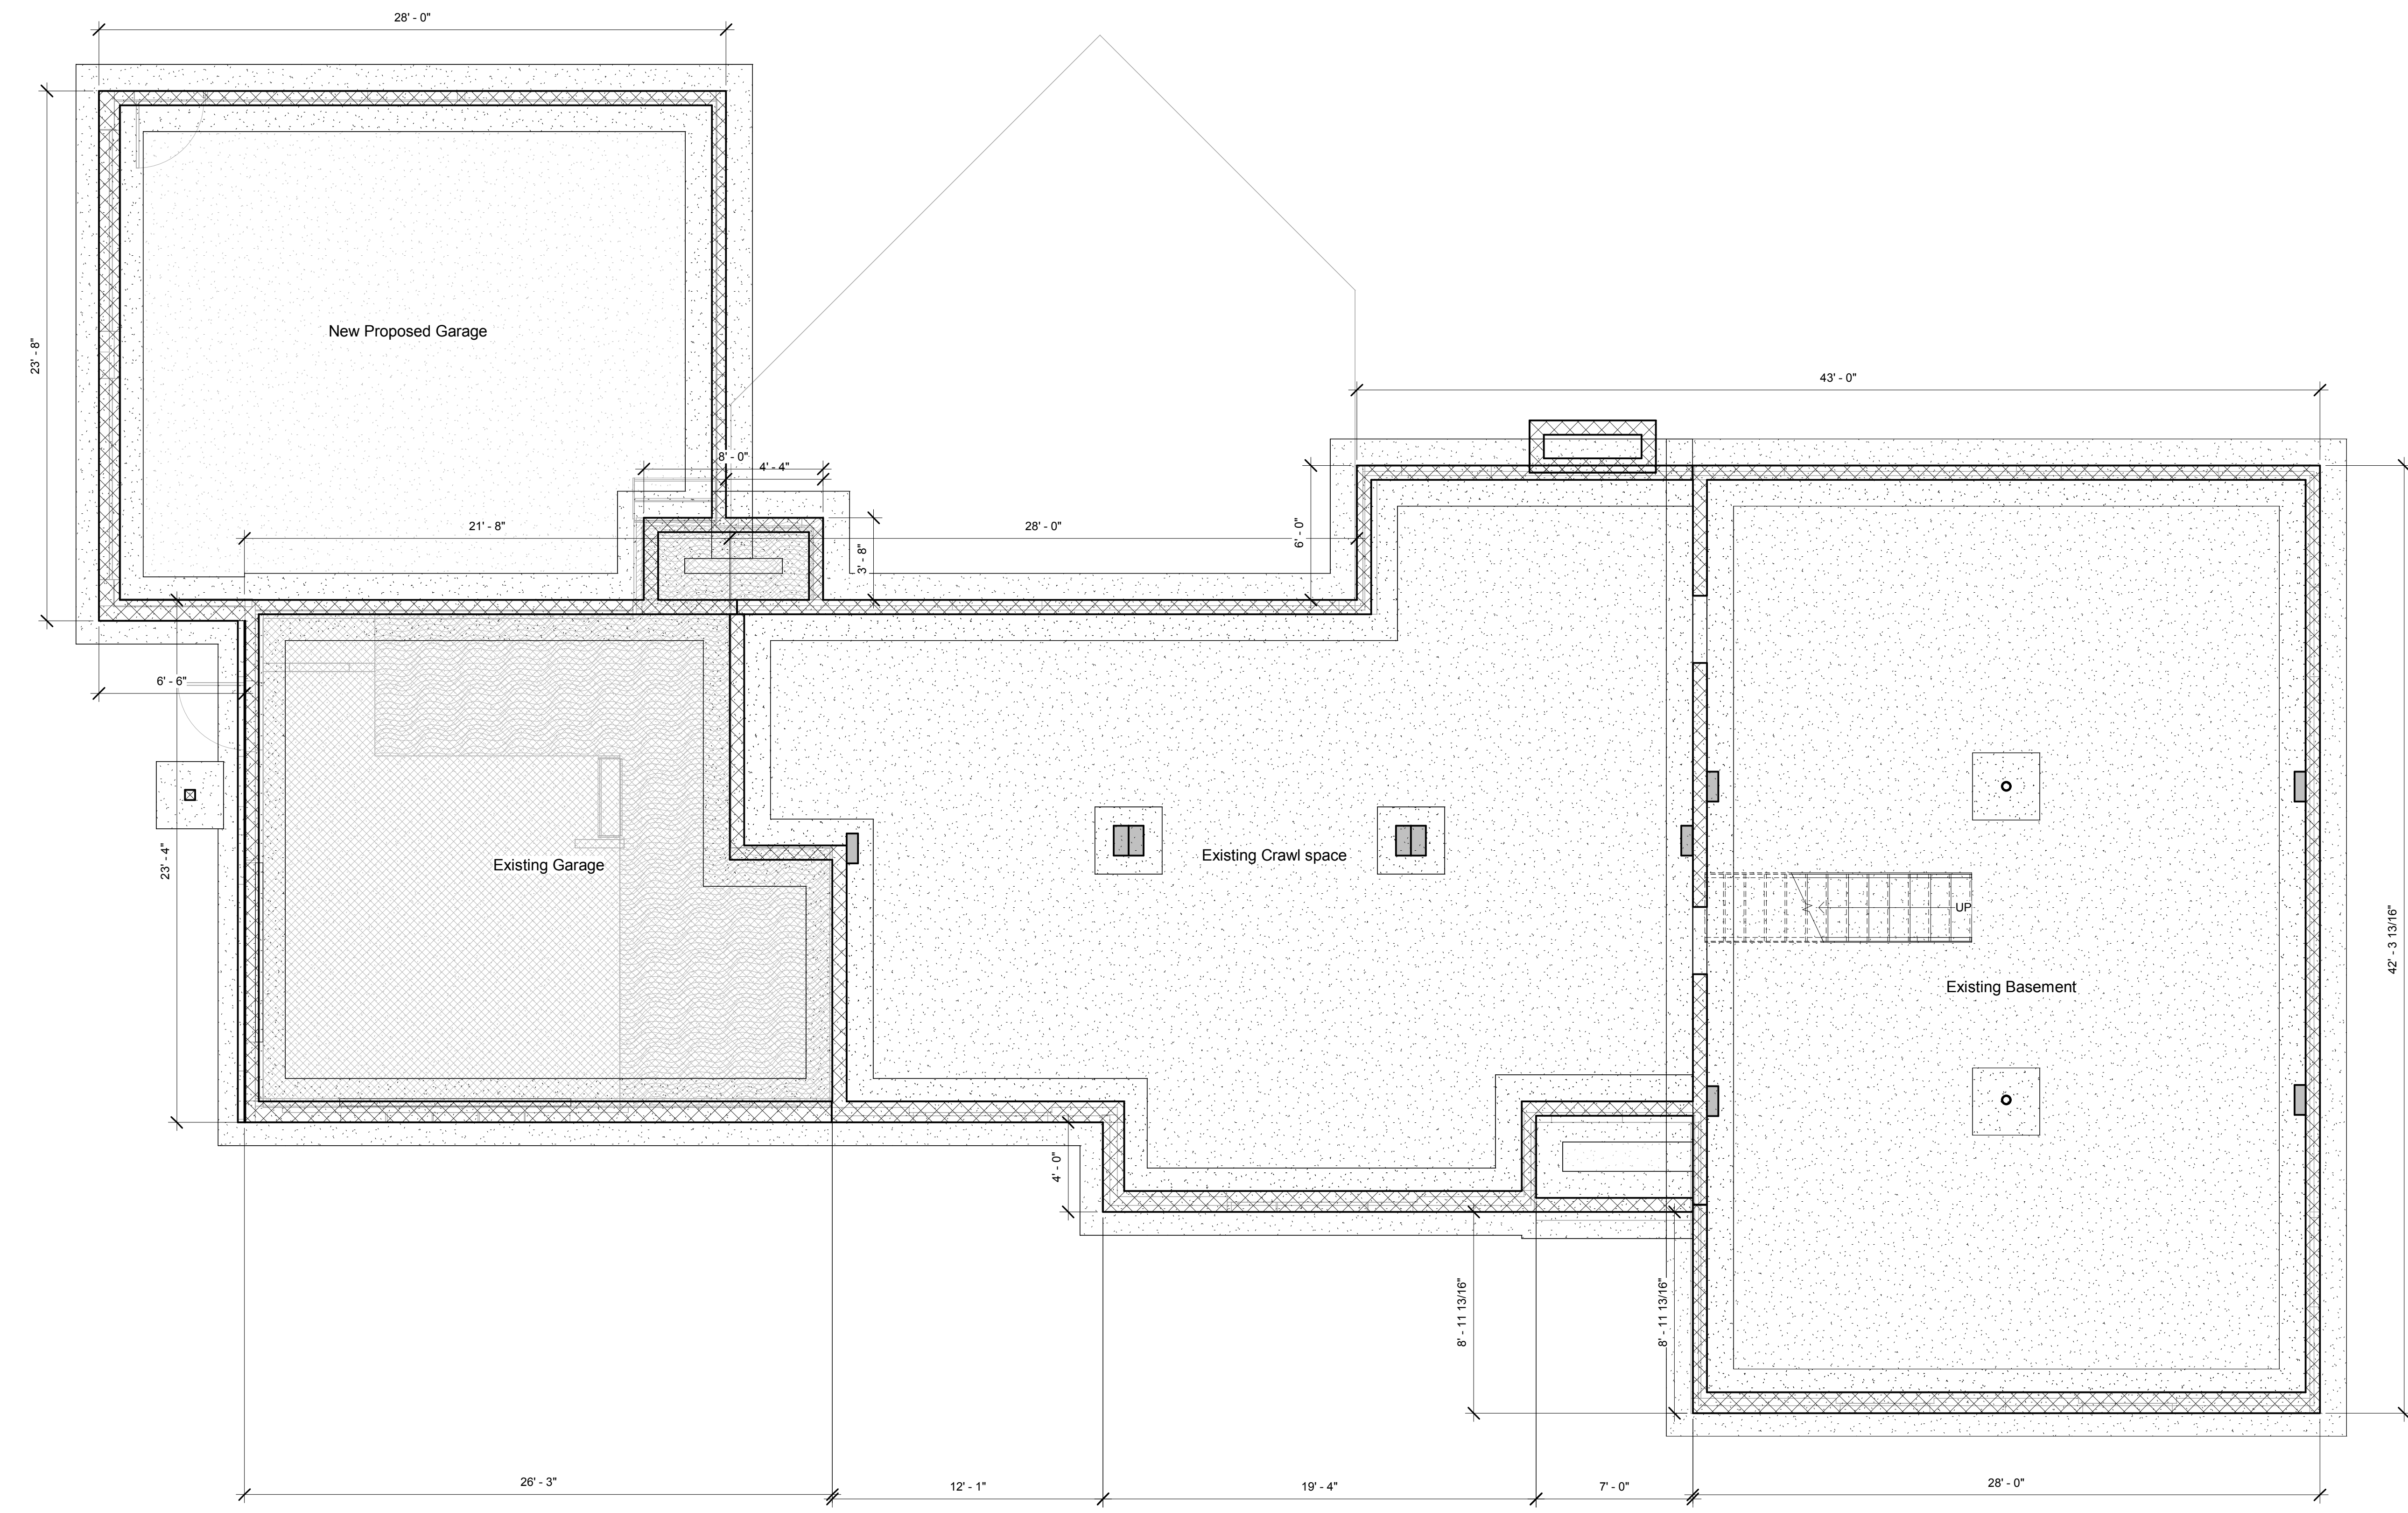 28' - 0"
23' - 8"
New Proposed Garage
43' - 0"
8' - 0"
4' - 4"
21' - 8"
28' - 0"
6' - 0"
3' - 8"
6' - 6"
23' - 4"
Existing Garage
Existing Crawl space
UP
42' - 3 13/16"
Existing Basement
4' - 0"
8' - 11 13/16"
8' - 11 13/16"
26' - 3"
12' - 1"
19' - 4"
7' - 0"
28' - 0"